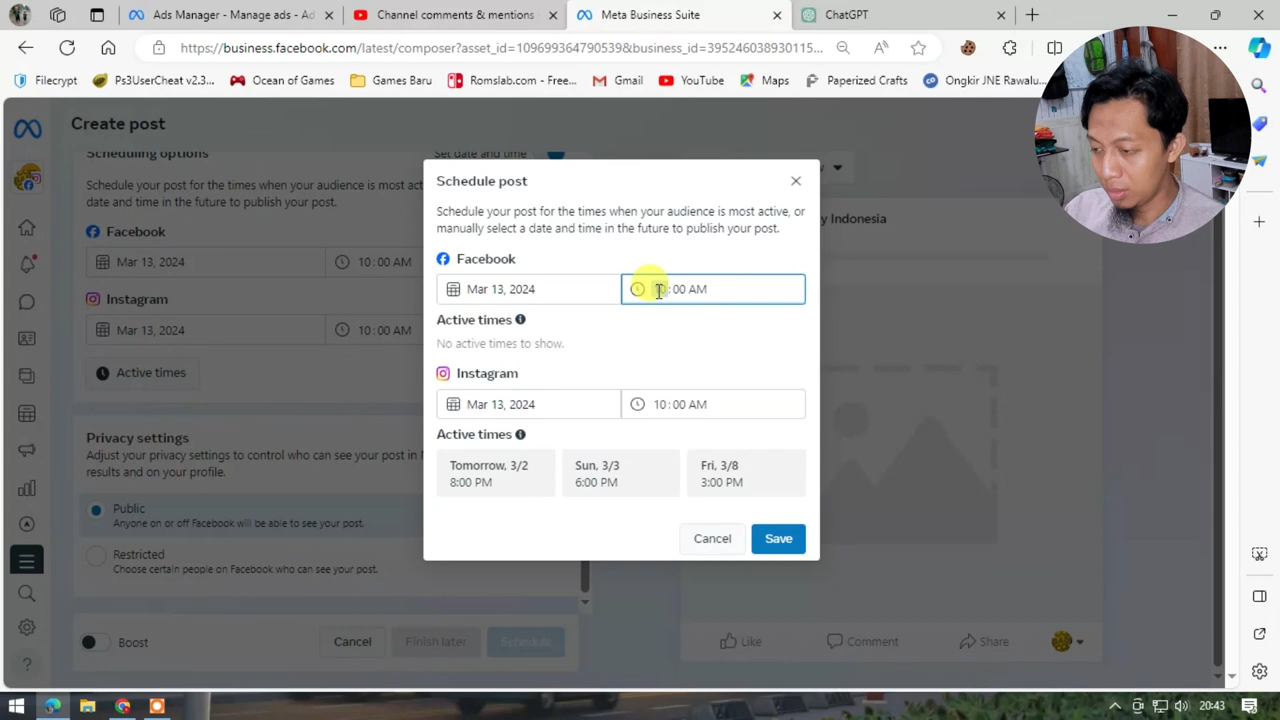 Ads Manager - Manage ads - Ad
Channel comments & mentions -
Meta Business Suite
ChatGPT
https://business.facebook.com/latest/composer?asset_id=109699364790539&business_id=395246038930115...
Filecrypt
Ps3UserCheat v2.3...
Ocean of Games
Games Baru
Romslab.com - Free...
Gmail
YouTube
Maps
Paperized Crafts
Ongkir JNE Rawalu...
Create post
Scheduling options
Set date and time
Schedule your post for the times when your audience is most
date and time in the future to publish your post.
Facebook
Mar 13, 2024
10:00 AM
Instagram
Mar 13, 2024
10:00 AM
Active times
Privacy settings
Adjust your privacy settings to control who can see your post in
results and on your profile.
Public
Anyone on or off Facebook will be able to see your post.
Restricted
Choose certain people on Facebook who can see your post.
Boost
Cancel
Finish later
Schedule
Schedule post
Schedule your post for the times when your audience is most active, or
manually select a date and time in the future to publish your post.
Facebook
Mar 13, 2024
10:00 AM
Active times
No active times to show.
Instagram
Mar 13, 2024
10:00 AM
Active times
Tomorrow, 3/2
8:00 PM
Sun, 3/3
6:00 PM
Fri, 3/8
3:00 PM
Cancel
Save
Indonesia
Like
Comment
Share
20:43